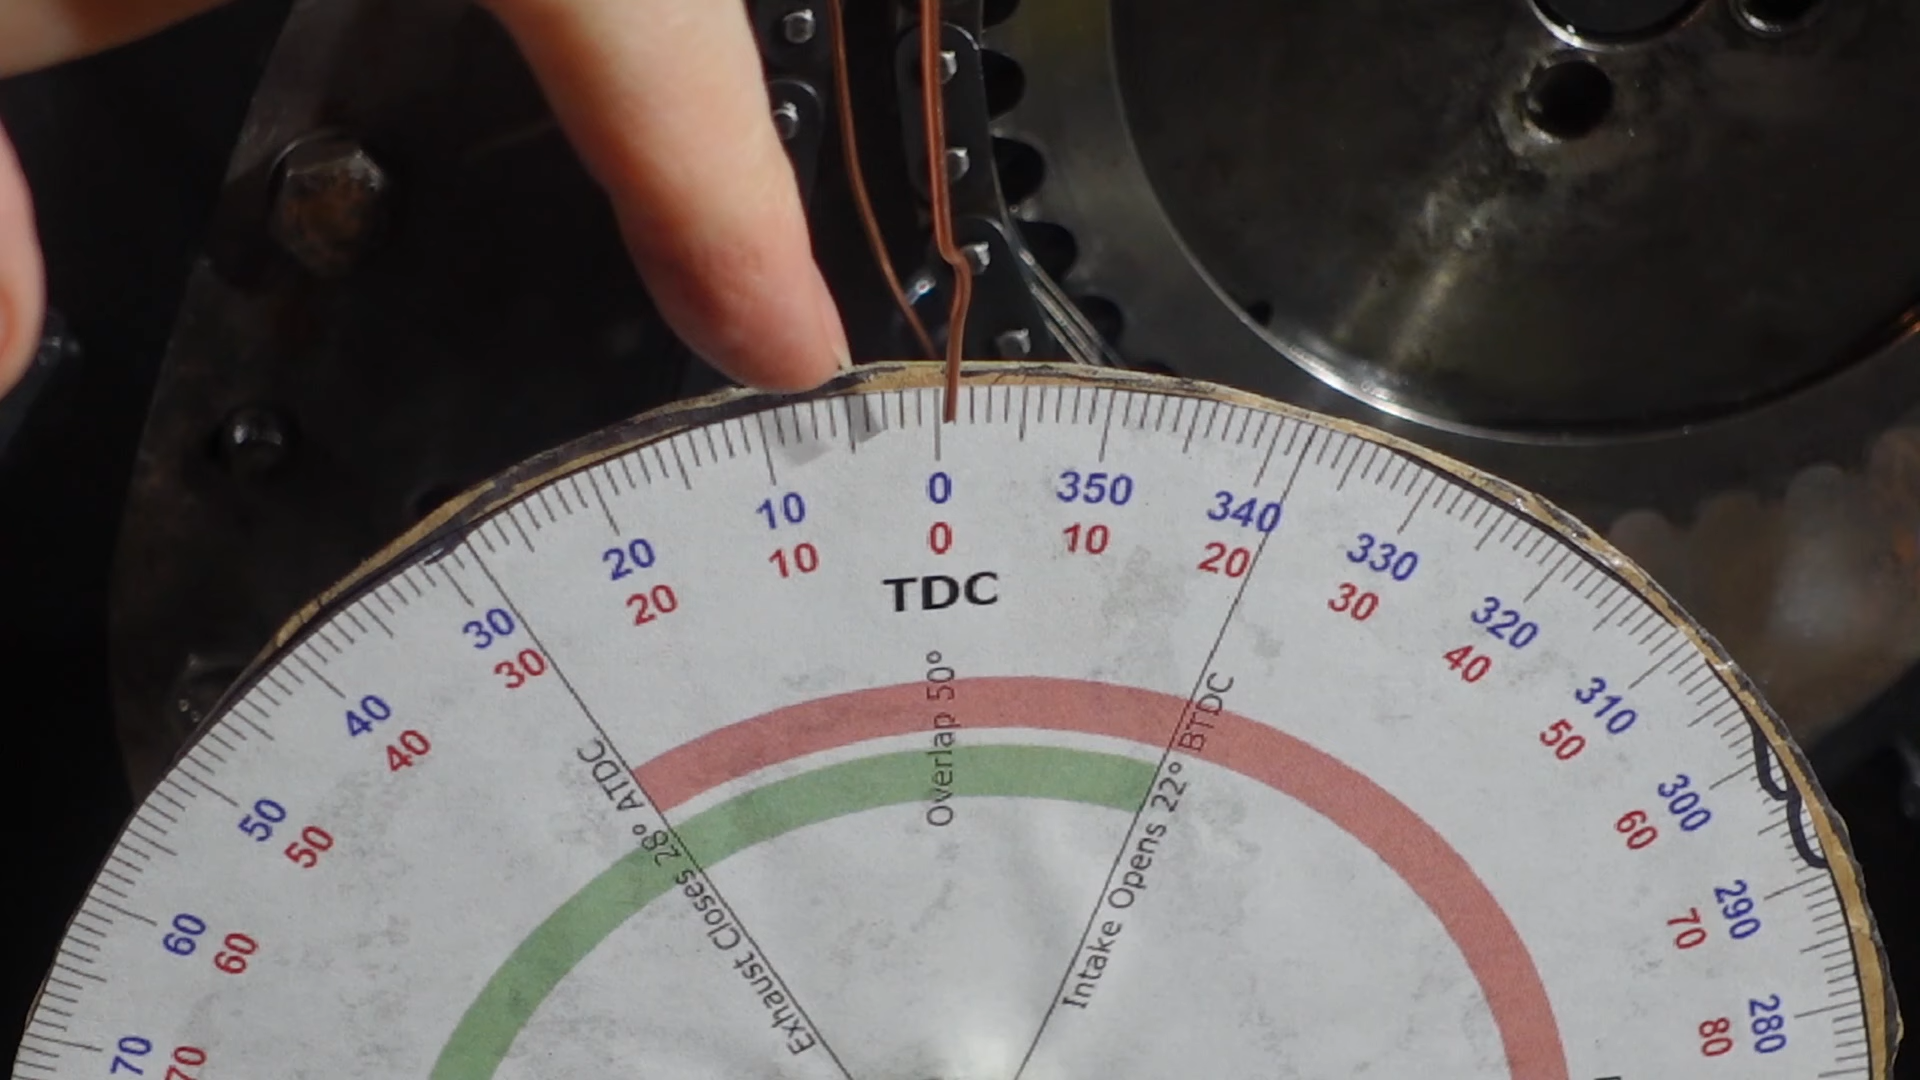 10 0 350 340
20 10 0 10 20 330
20 TDC 30 320
30 40
30 310
40 50
40 300
50 60
50 290
60 70
60 280
70 80
70
Overlap 50°
Exhaust Closes 28° ATDC
Intake Opens 22° BTDC